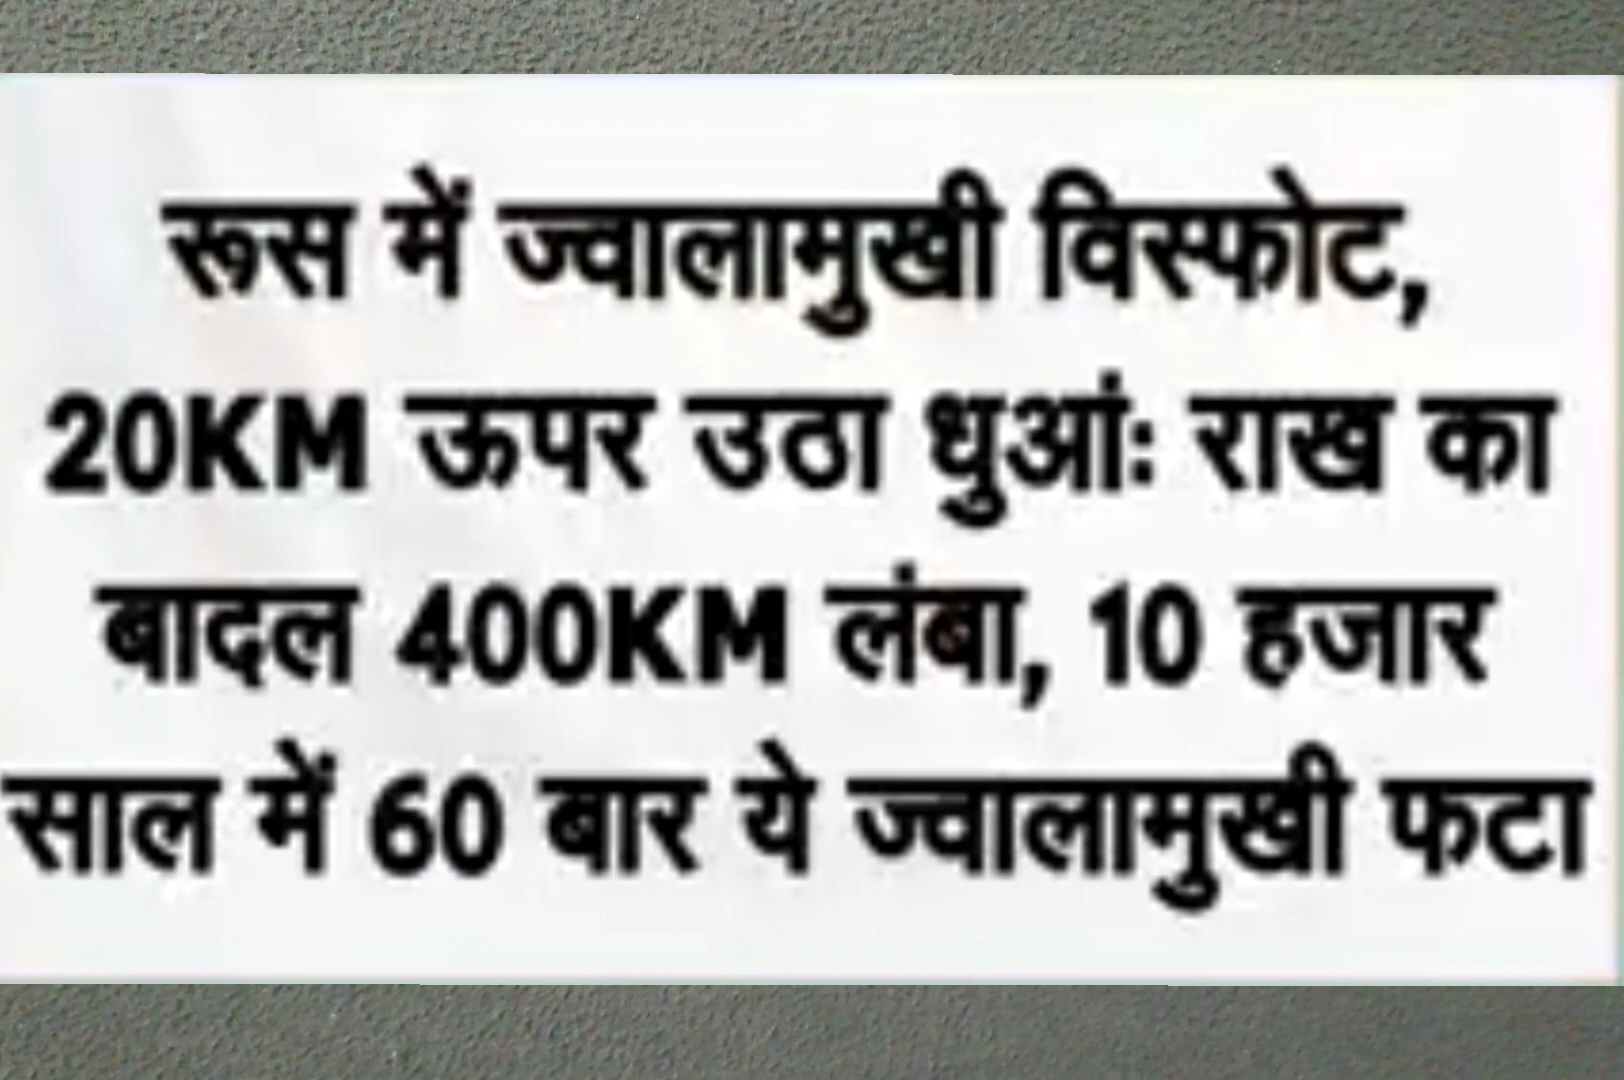 रूस में ज्वालामुखी विस्फोट,
20KM ऊपर उठा धुआंः राख का
बादल 400KM लंबा, 10 हजार
साल में 60 बार ये ज्वालामुखी फटा